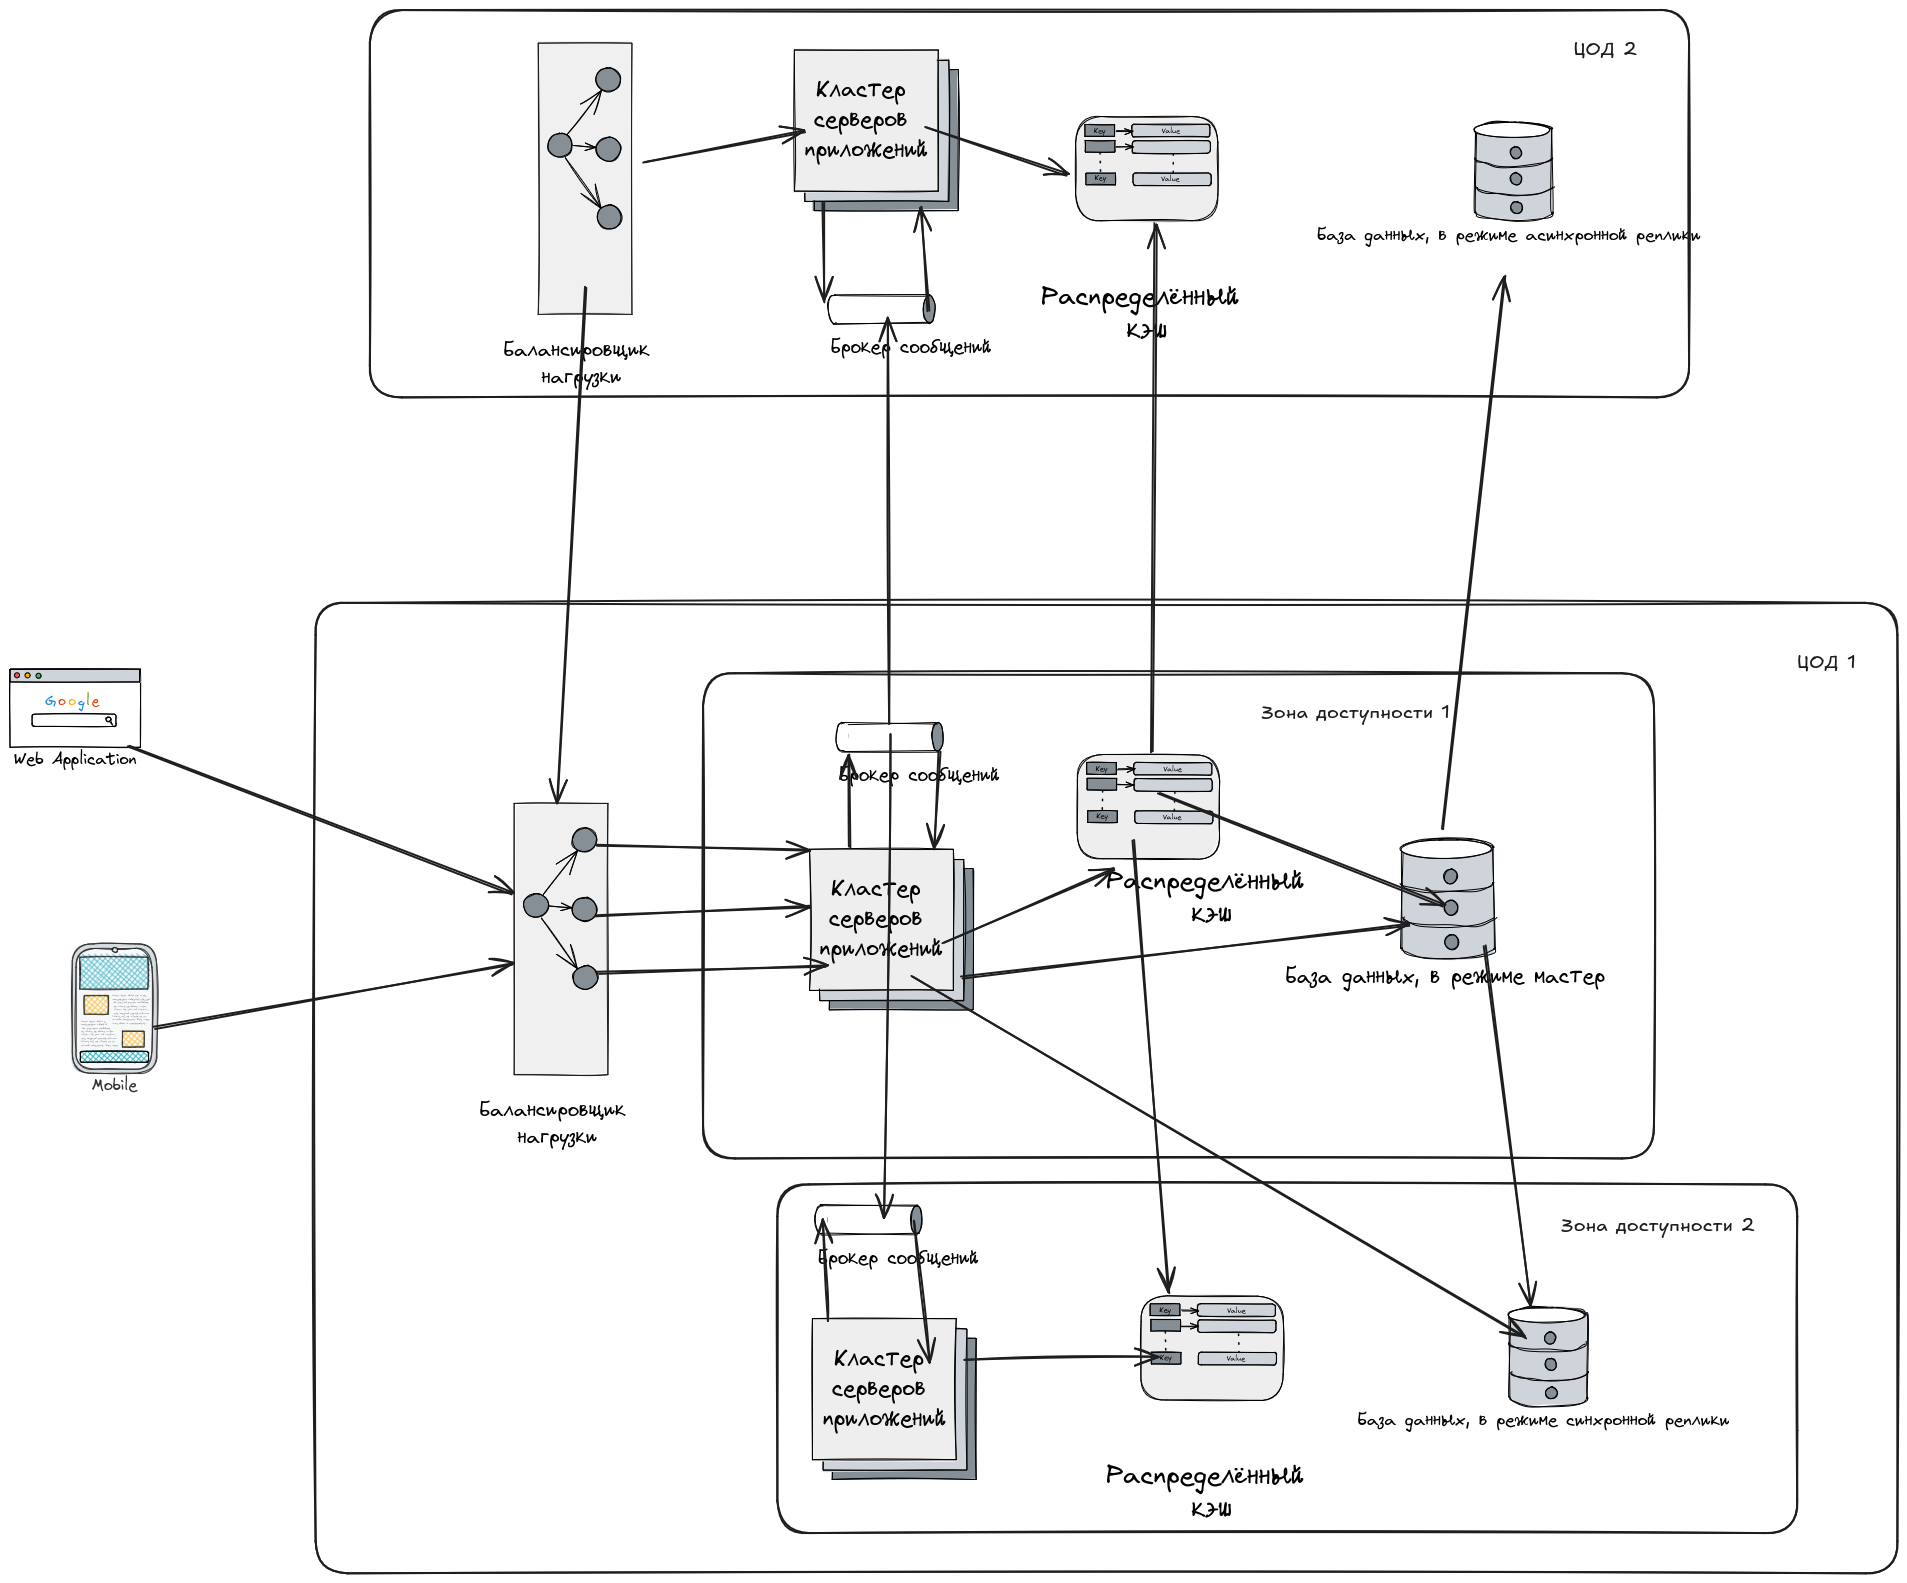 ЦОД 2
Кластер
серверов
приложений
Key
Value
Key
Value
База данных, в режиме асинхронной реплики
Распределённый
кэш
Балансировщик
нагрузки
Брокер сообщений
ЦОД 1
Google
Web Application
Зона доступности 1
Брокер сообщений
Key
Value
Key
Value
Кластер
серверов
приложений
Распределённый
кэш
База данных, в режиме мастер
Mobile
Балансировщик
нагрузки
Зона доступности 2
Брокер сообщений
Key
Value
Key
Value
Кластер
серверов
приложений
База данных, в режиме синхронной реплики
Распределённый
кэш